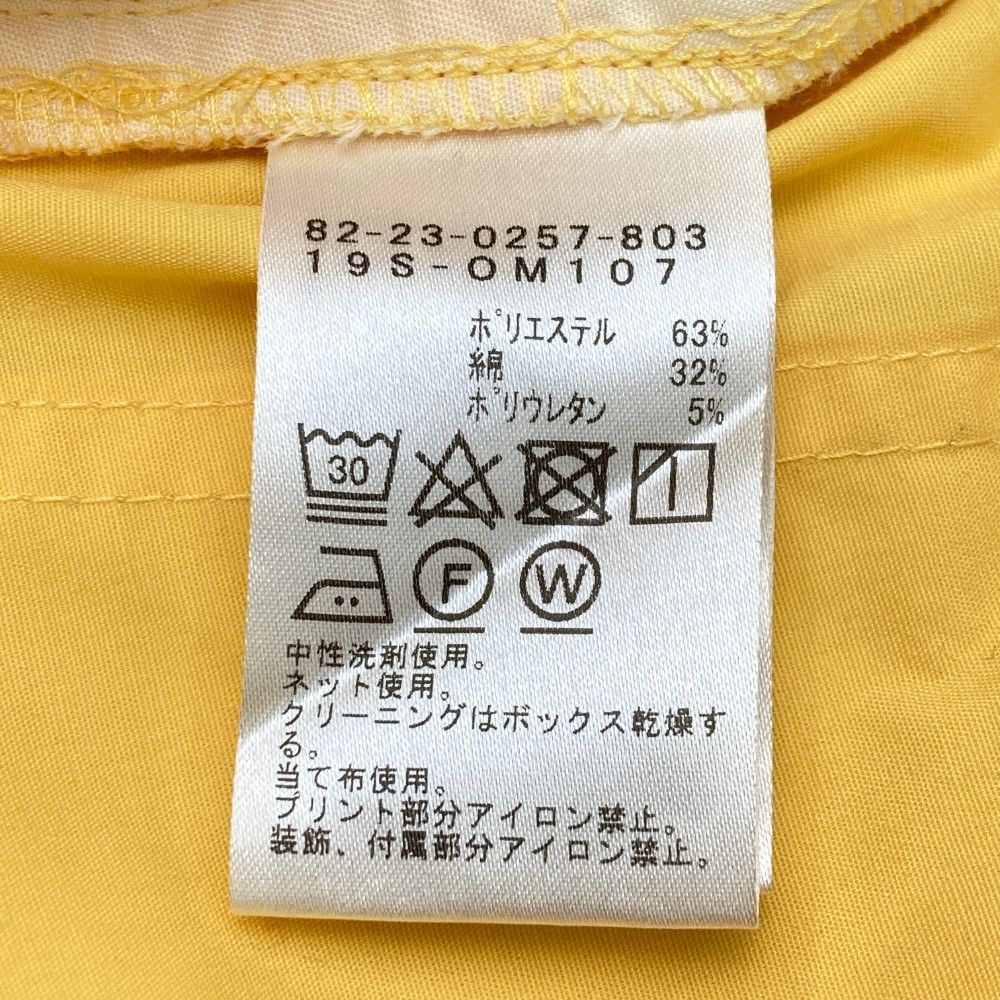 82-23-0257-803
19S-OM107
ポリエステル 63%
綿 32%
ポリウレタン 5%
30
F W
中性洗剤使用。
ネット使用。
クリーニングはボックス乾燥す
る。
当て布使用。
プリント部分アイロン禁止。
装飾、付属部分アイロン禁止。